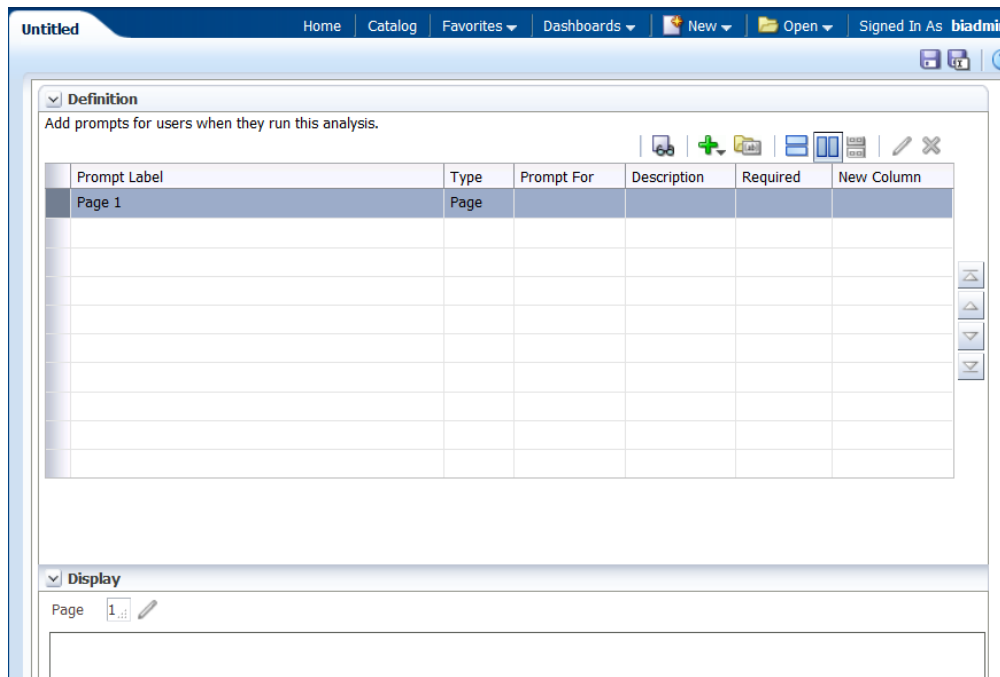 Untitled
Home Catalog Favorites Dashboards New Open Signed In As biadmin
Definition
Add prompts for users when they run this analysis.
Prompt Label Type Prompt For Description Required New Column
Page 1 Page
Display
Page 1